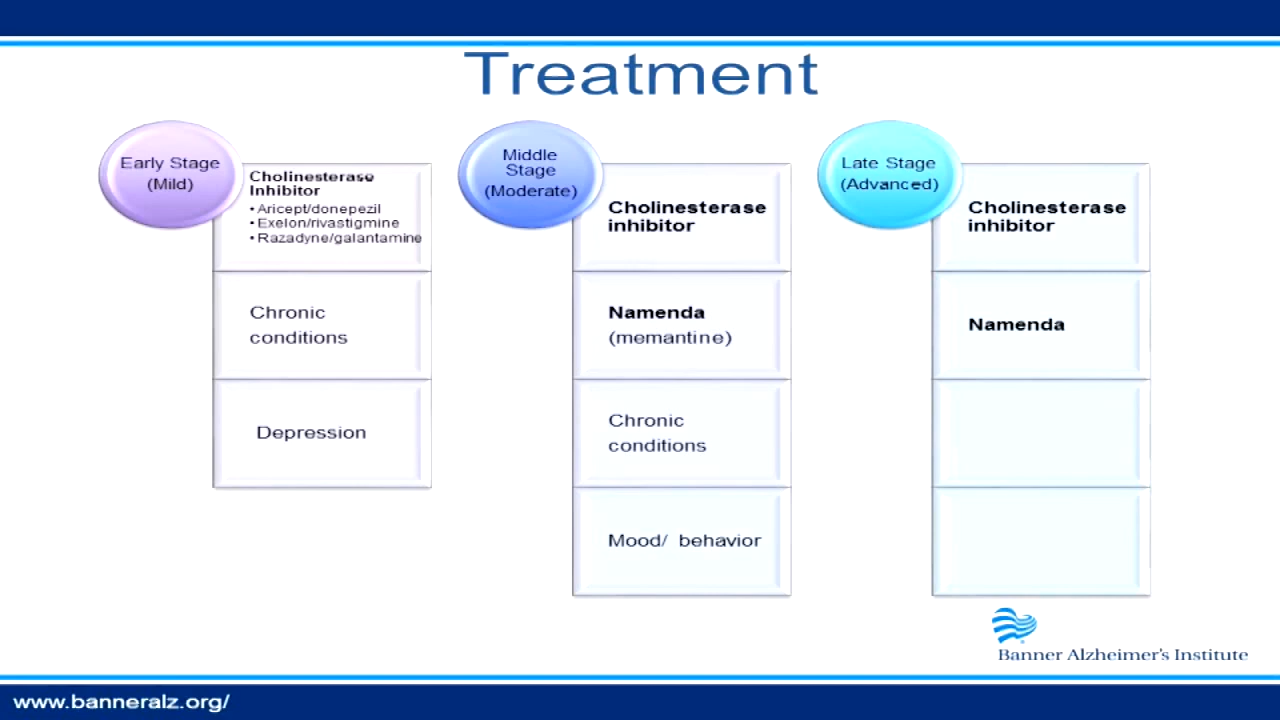 Treatment
Early Stage
(Mild)
Cholinesterase
Inhibitor
• Aricept/donepezil
• Exelon/rivastigmine
• Razadyne/galantamine
Chronic
conditions
Depression
Middle
Stage
(Moderate)
Cholinesterase
inhibitor
Namenda
(memantine)
Chronic
conditions
Mood/ behavior
Late Stage
(Advanced)
Cholinesterase
inhibitor
Namenda
Banner Alzheimer's Institute
www.banneralz.org/